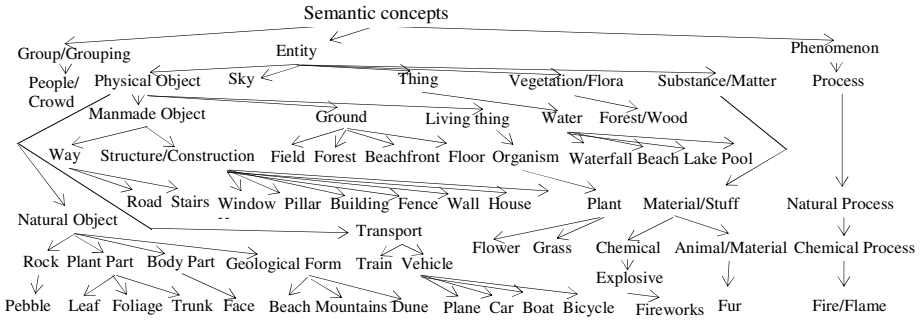 Semantic concepts
Group/Grouping Entity Phenomenon
People/ Physical Object Sky Thing Vegetation/Flora Substance/Matter Process
Crowd
Manmade Object Ground Living thing Water Forest/Wood
Way Structure/Construction Field Forest Beachfront Floor Organism Waterfall Beach Lake Pool
Road Stairs Window Pillar Building Fence Wall House Plant Material/Stuff Natural Process
Natural Object Transport
Flower Grass Chemical Animal/Material Chemical Process
Rock Plant Part Body Part Geological Form Train Vehicle
Explosive
Pebble Leaf Foliage Trunk Face Beach Mountains Dune Plane Car Boat Bicycle Fireworks Fur Fire/Flame